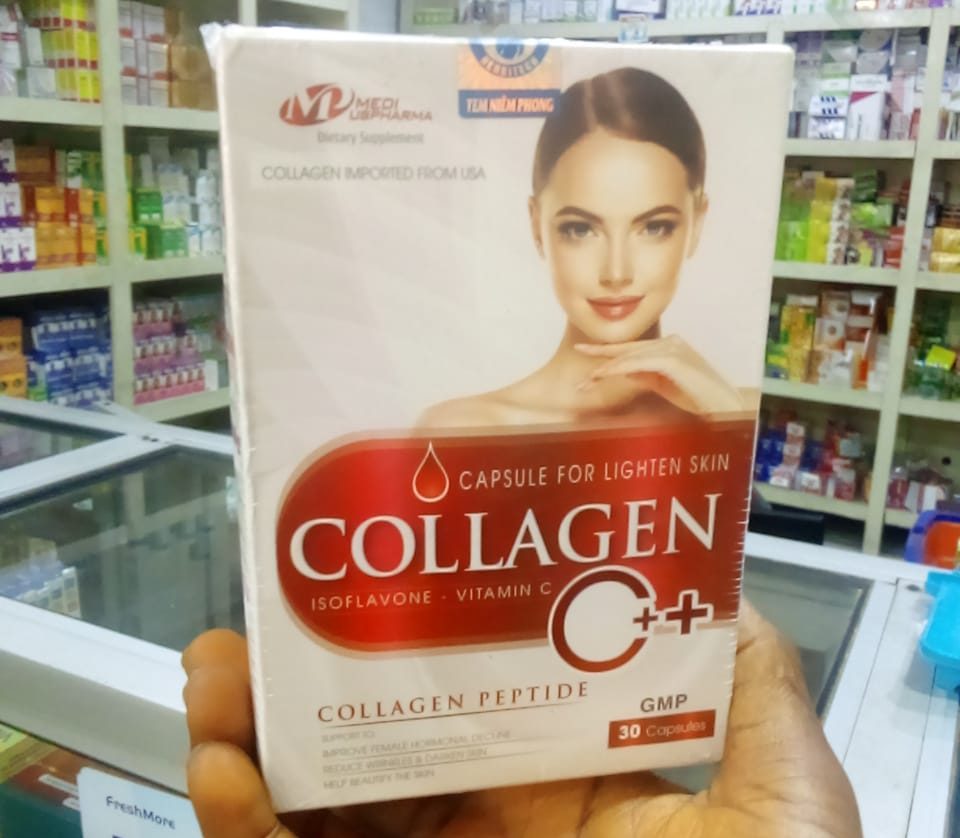 HERBITECH
TEM NIÊM PHONG
MEDI
USPHARMA
Dietary Supplement
COLLAGEN IMPORTED FROM USA
CAPSULE FOR LIGHTEN SKIN
COLLAGEN
ISOFLAVONE - VITAMIN C
C++
COLLAGEN PEPTIDE
SUPPORT TO:
IMPROVE FEMALE HORMONAL DECLINE
REDUCE WRINKLES & DARKEN SKIN
HELP BEAUTIFY THE SKIN
GMP
30 Capsules
FreshMore